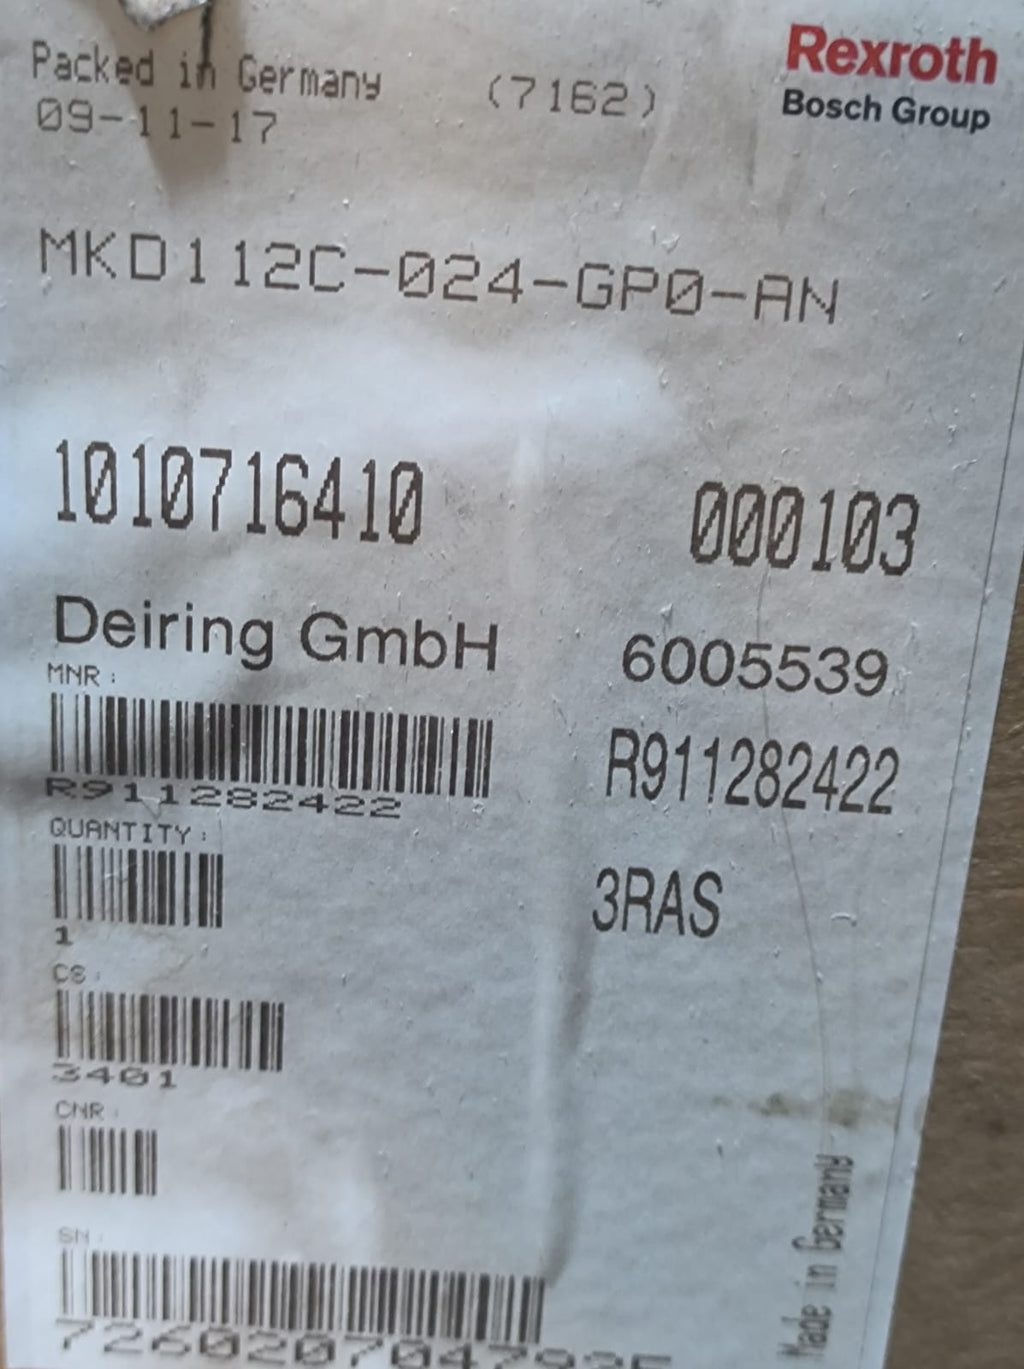 Packed in Germany (7162)
09-11-17
Rexroth
Bosch Group
MKD112C-024-GP0-AN
1010716410 000103
Deiring GmbH 6005539
MNR:
R911282422 R911282422
QUANTITY:
1
3RAS
CS:
3401
CNR:
SN:
Made in Germany